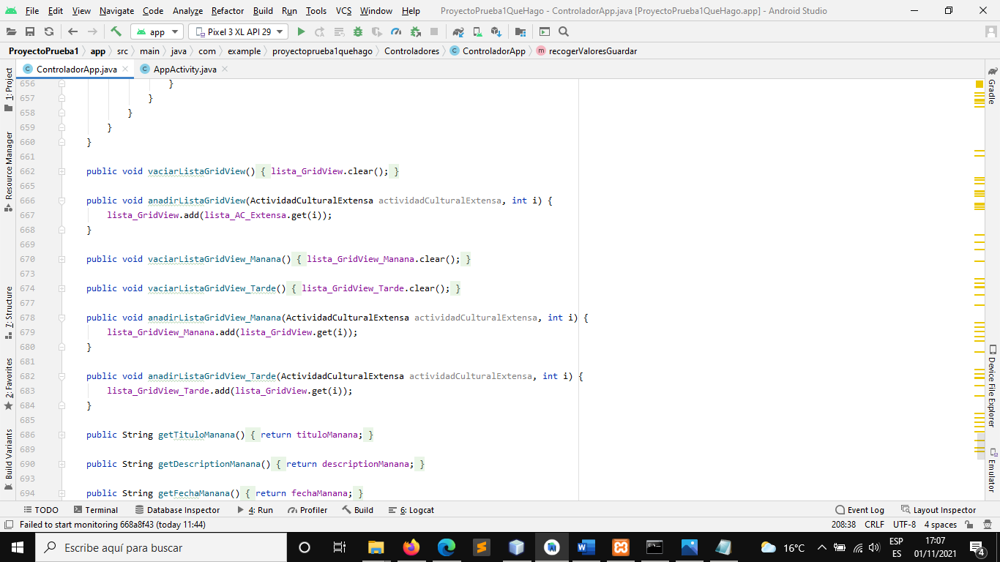 File Edit View Navigate Code Analyze Refactor Build Run Tools VCS Window Help ProyectoPrueba1QueHago - ControladorApp.java [ProyectoPrueba1QueHago.app] - Android Studio
app Pixel 3 XL API 29
ProyectoPrueba1 app src main java com example proyectoprueba1quehago Controladores ControladorApp recogerValoresGuardar
ControladorApp.java AppActivity.java
656 }
657 }
658 }
659 }
660 }
661
662 public void vaciarListaGridView() { lista_GridView.clear(); }
665
666 public void anadirListaGridView(ActividadCulturalExtensa actividadCulturalExtensa, int i) {
667 lista_GridView.add(lista_AC_Extensa.get(i));
668 }
669
670 public void vaciarListaGridView_Manana() { lista_GridView_Manana.clear(); }
673
674 public void vaciarListaGridView_Tarde() { lista_GridView_Tarde.clear(); }
677
678 public void anadirListaGridView_Manana(ActividadCulturalExtensa actividadCulturalExtensa, int i) {
679 lista_GridView_Manana.add(lista_GridView.get(i));
680 }
681
682 public void anadirListaGridView_Tarde(ActividadCulturalExtensa actividadCulturalExtensa, int i) {
683 lista_GridView_Tarde.add(lista_GridView.get(i));
684 }
685
686 public String getTituloManana() { return tituloManana; }
689
690 public String getDescriptionManana() { return descriptionManana; }
693
694 public String getFechaManana() { return fechaManana; }
1: Project
Resource Manager
7: Structure
2: Favorites
Build Variants
Gradle
Device File Explorer
Emulator
TODO Terminal Database Inspector 4: Run Profiler Build 6: Logcat Event Log Layout Inspector
Failed to start monitoring 668a8f43 (today 11:44) 208:38 CRLF UTF-8 4 spaces
Escribe aquí para buscar
16°C
ESP
ES
17:07
01/11/2021
4